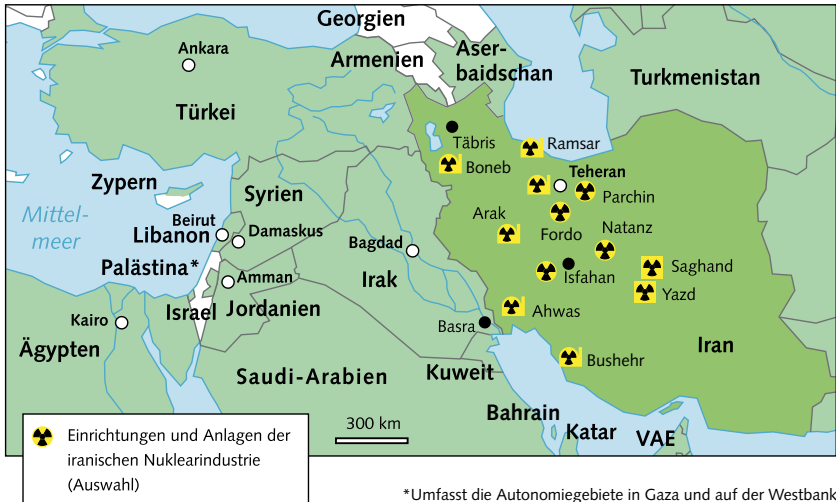 Georgien
Armenien
Aser-
baidschan
Turkmenistan
Ankara
Türkei
Täbris
Boneb
Ramsar
Teheran
Parchin
Zypern
Syrien
Mittel-
meer
Beirut
Libanon
Damaskus
Palästina*
Bagdad
Arak
Fordo
Natanz
Isfahan
Saghand
Yazd
Amman
Israel
Jordanien
Irak
Kairo
Ägypten
Basra
Ahwas
Iran
Bushehr
Saudi-Arabien
Kuweit
Bahrain
Katar
VAE
300 km
Einrichtungen und Anlagen der
iranischen Nuklearindustrie
(Auswahl)
*Umfasst die Autonomiegebiete in Gaza und auf der Westbank